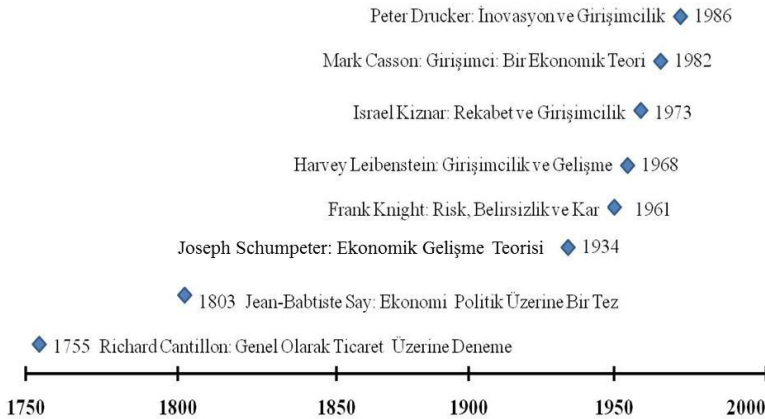 Peter Drucker: İnovasyon ve Girişimcilik 1986
Mark Casson: Girişimci: Bir Ekonomik Teori 1982
Israel Kiznar: Rekabet ve Girişimcilik 1973
Harvey Leibenstein: Girişimcilik ve Gelişme 1968
Frank Knight: Risk, Belirsizlik ve Kar 1961
Joseph Schumpeter: Ekonomik Gelişme Teorisi 1934
1803 Jean-Babtiste Say: Ekonomi Politik Üzerine Bir Tez
1755 Richard Cantillon: Genel Olarak Ticaret Üzerine Deneme
1750 1800 1850 1900 1950 2000